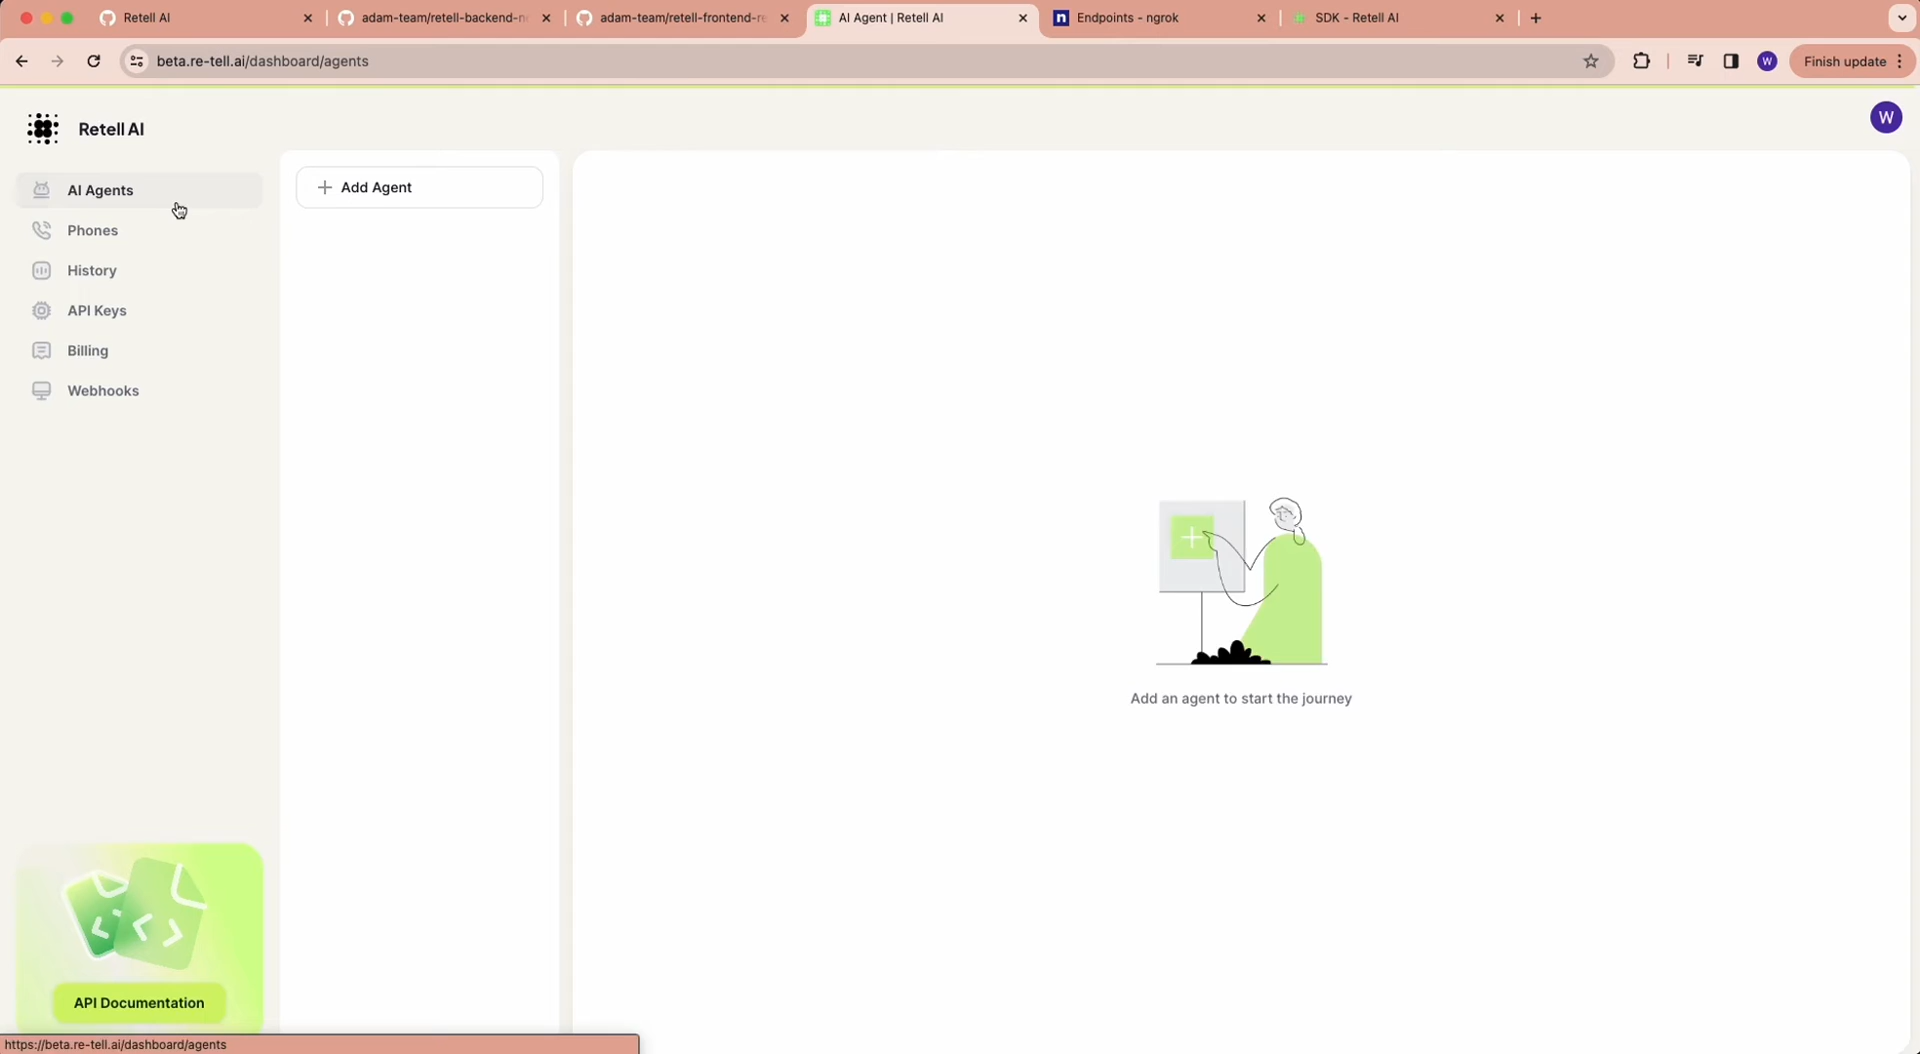 Retell AI
adam-team/retell-backend-n
adam-team/retell-frontend-re
AI Agent | Retell AI
Endpoints - ngrok
SDK - Retell AI
beta.re-tell.ai/dashboard/agents
W
Finish update
Retell AI
W
AI Agents
Add Agent
Phones
History
API Keys
Billing
Webhooks
Add an agent to start the journey
API Documentation
https://beta.re-tell.ai/dashboard/agents